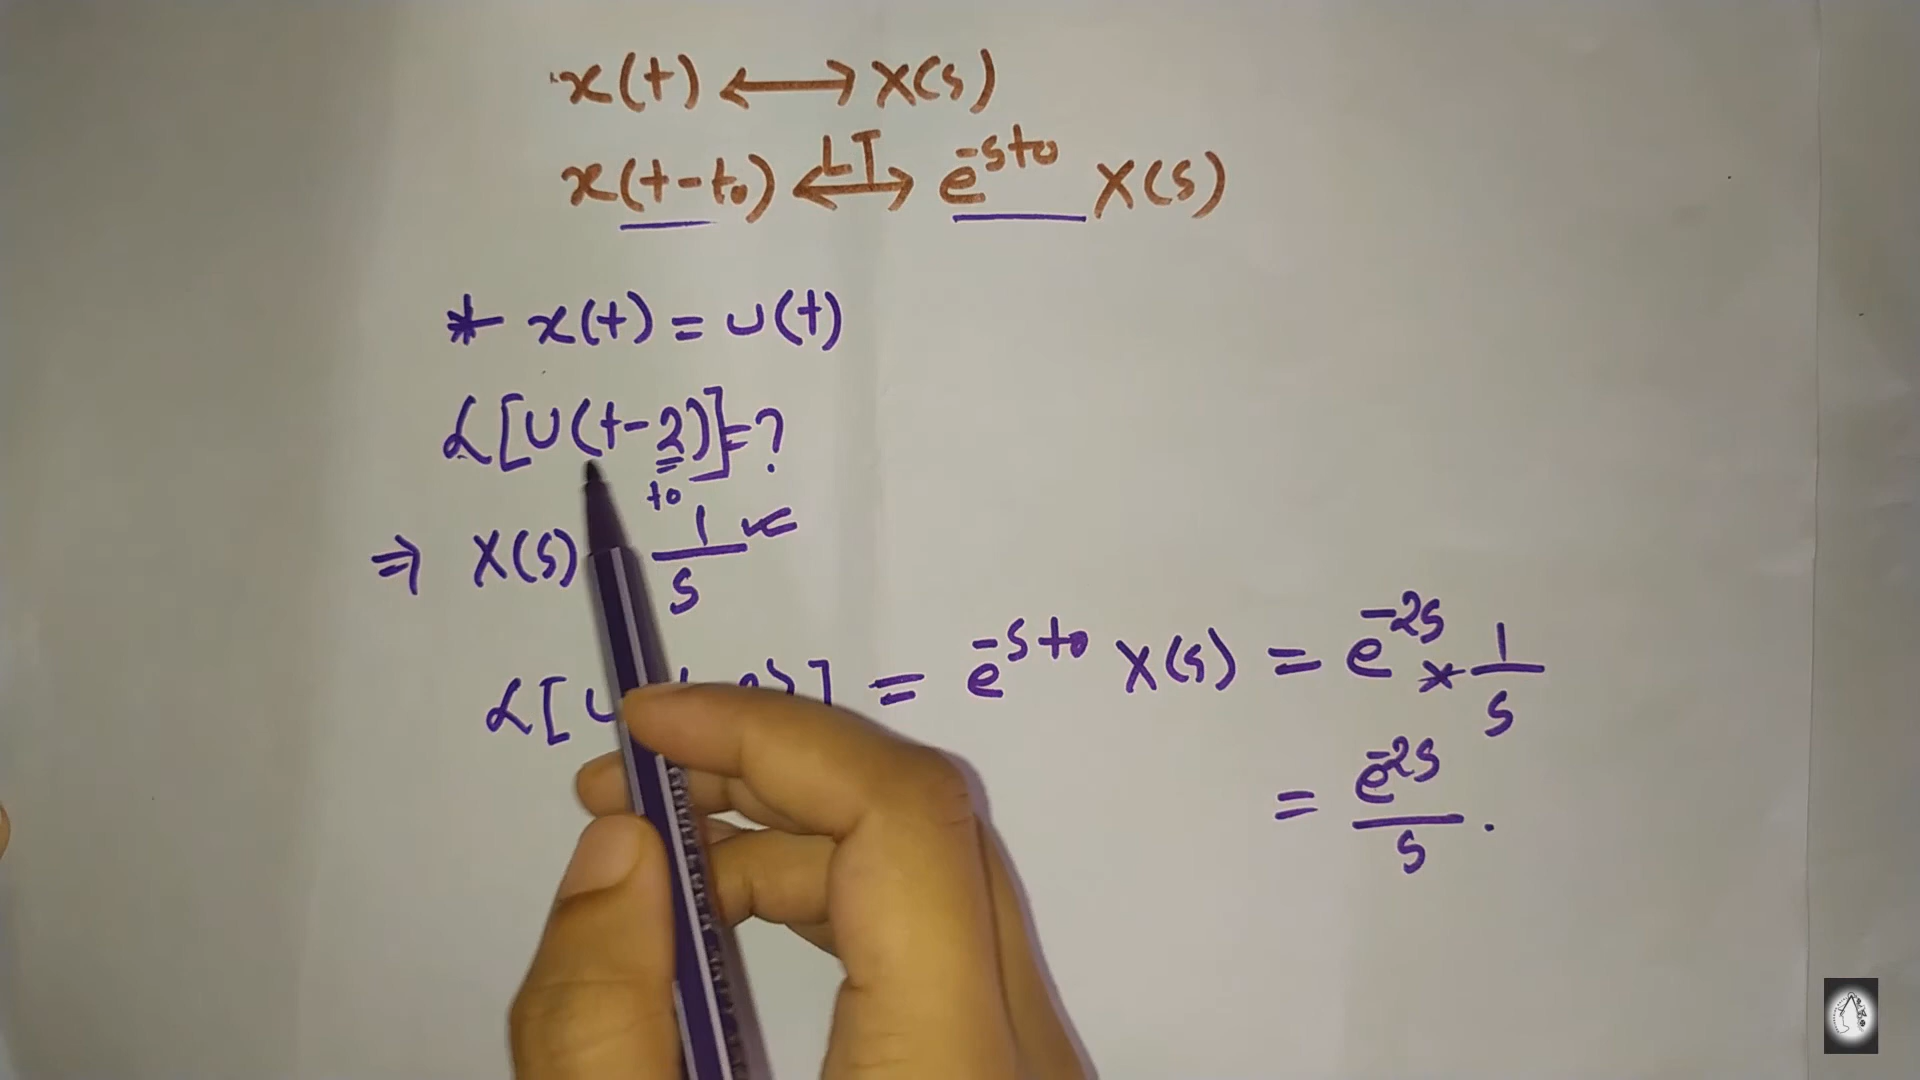 x(t) ⟷ X(s)
x(t-t₀) ⟷ᴸᵀ e^{-st₀} X(s)
* x(t) = u(t)
ℒ[u(t-2)] = ?
t₀
⇒ X(s) 1/s
ℒ[u ] = e^{-st₀} X(s) = e^{-2s} * 1/s
= e^{-2s}/s .